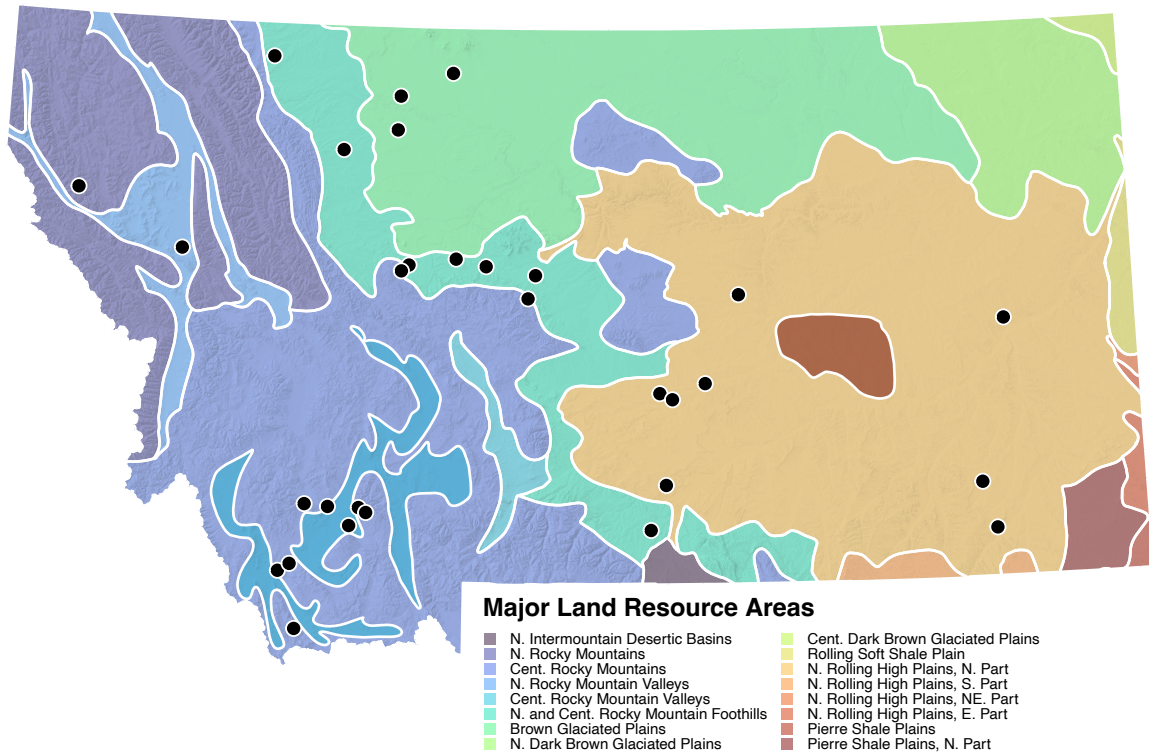 Major Land Resource Areas
N. Intermountain Desertic Basins
N. Rocky Mountains
Cent. Rocky Mountains
N. Rocky Mountain Valleys
Cent. Rocky Mountain Valleys
N. and Cent. Rocky Mountain Foothills
Brown Glaciated Plains
N. Dark Brown Glaciated Plains
Cent. Dark Brown Glaciated Plains
Rolling Soft Shale Plain
N. Rolling High Plains, N. Part
N. Rolling High Plains, S. Part
N. Rolling High Plains, NE. Part
N. Rolling High Plains, E. Part
Pierre Shale Plains
Pierre Shale Plains, N. Part